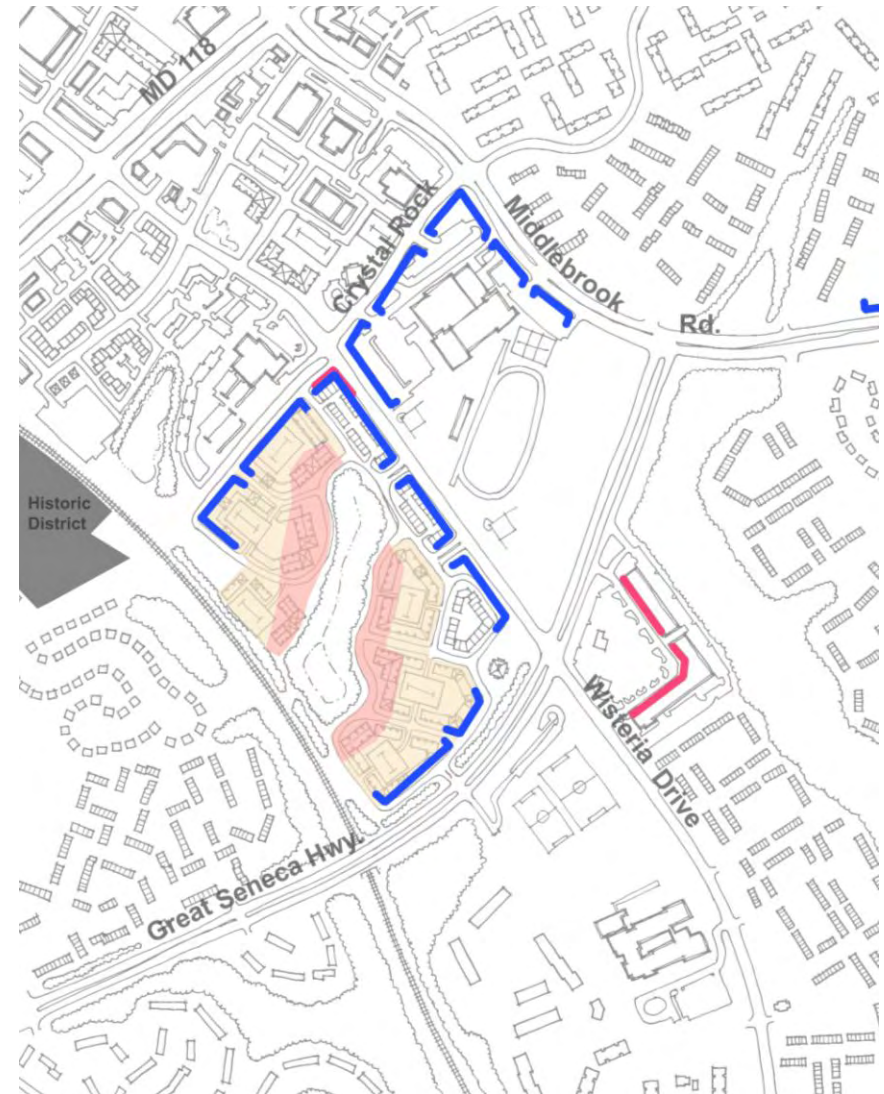 MD 118
Crystal Rock
Middlebrook
Rd.
Historic
District
Wisteria Drive
Great Seneca Hwy.